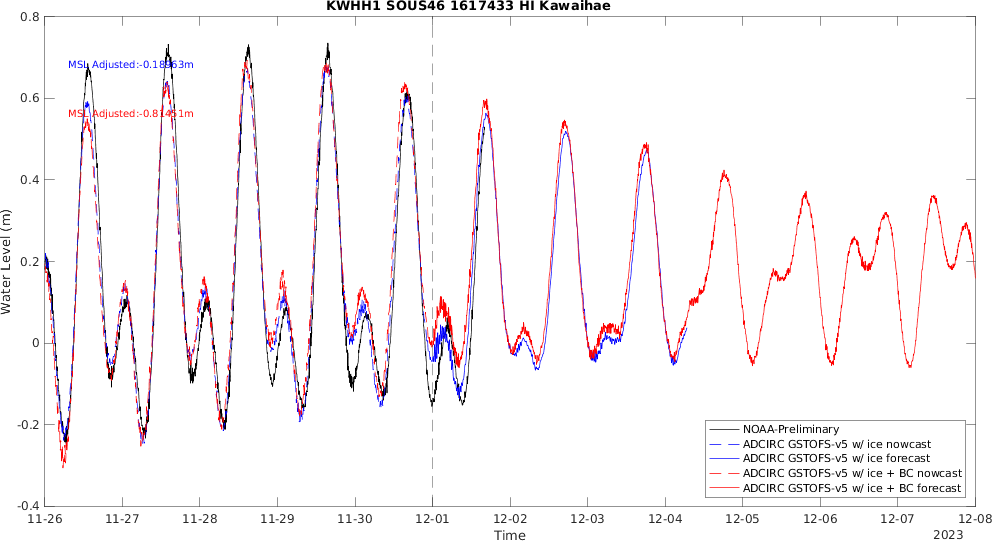 KWHH1 SOUS46 1617433 HI Kawaihae
0.8
0.6
0.4
0.2
0
-0.2
-0.4
Water Level (m)
MSL Adjusted:-0.18963m
MSL Adjusted:-0.81451m
NOAA-Preliminary
ADCIRC GSTOFS-v5 w/ ice nowcast
ADCIRC GSTOFS-v5 w/ ice forecast
ADCIRC GSTOFS-v5 w/ ice + BC nowcast
ADCIRC GSTOFS-v5 w/ ice + BC forecast
11-26 11-27 11-28 11-29 11-30 12-01 12-02 12-03 12-04 12-05 12-06 12-07 12-08
Time
2023